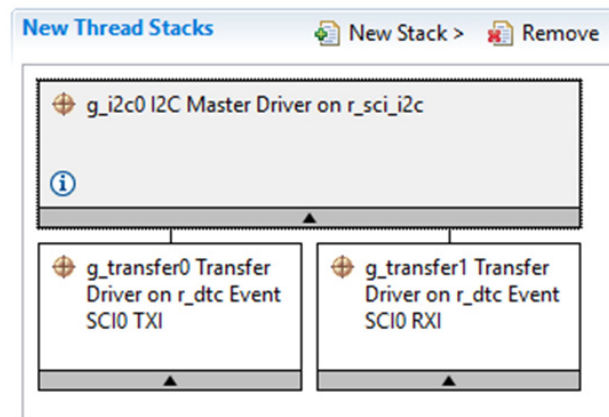 New Thread Stacks New Stack > Remove
g_i2c0 I2C Master Driver on r_sci_i2c
g_transfer0 Transfer
Driver on r_dtc Event
SCI0 TXI
g_transfer1 Transfer
Driver on r_dtc Event
SCI0 RXI